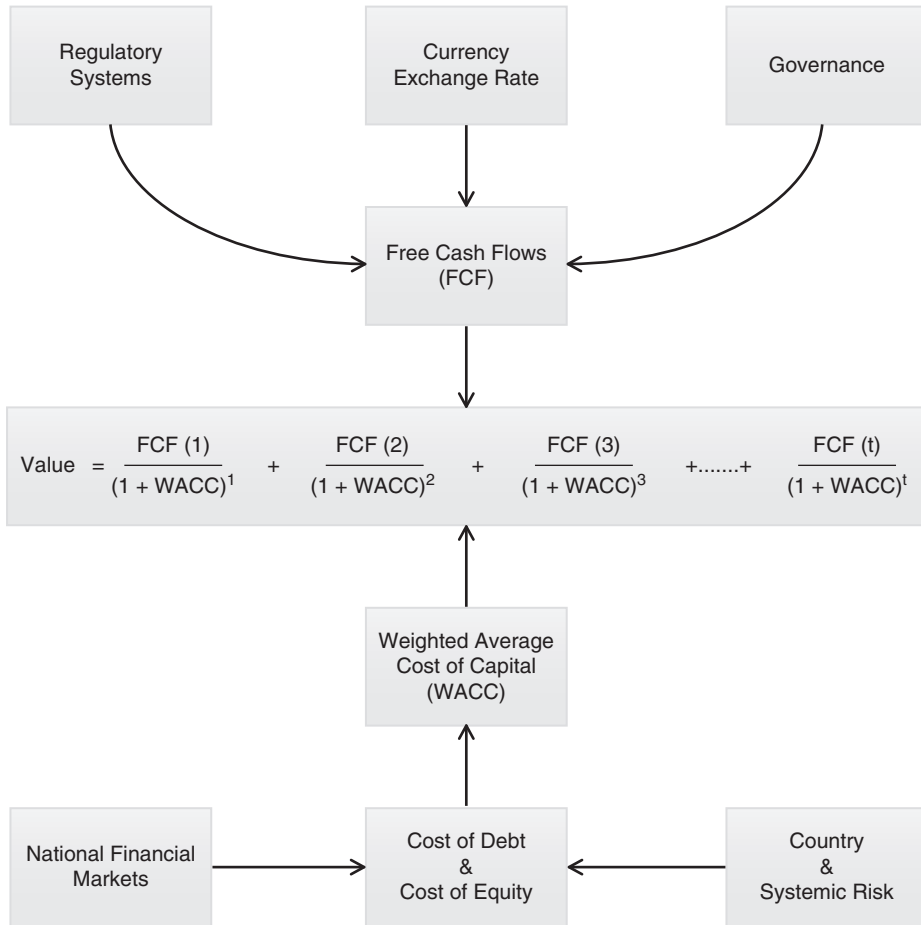 Regulatory
Systems
Currency
Exchange Rate
Governance
Free Cash Flows
(FCF)
Value = FCF (1) / (1 + WACC)^1 + FCF (2) / (1 + WACC)^2 + FCF (3) / (1 + WACC)^3 +.......+ FCF (t) / (1 + WACC)^t
Weighted Average
Cost of Capital
(WACC)
National Financial
Markets
Cost of Debt
&
Cost of Equity
Country
&
Systemic Risk